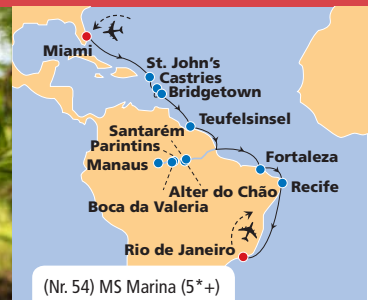 Miami
St. John's
Castries
Bridgetown
Teufelsinsel
Santarém
Parintins
Manaus
Fortaleza
Alter do Chão
Recife
Boca da Valeria
Rio de Janeiro
(Nr. 54) MS Marina (5*+)